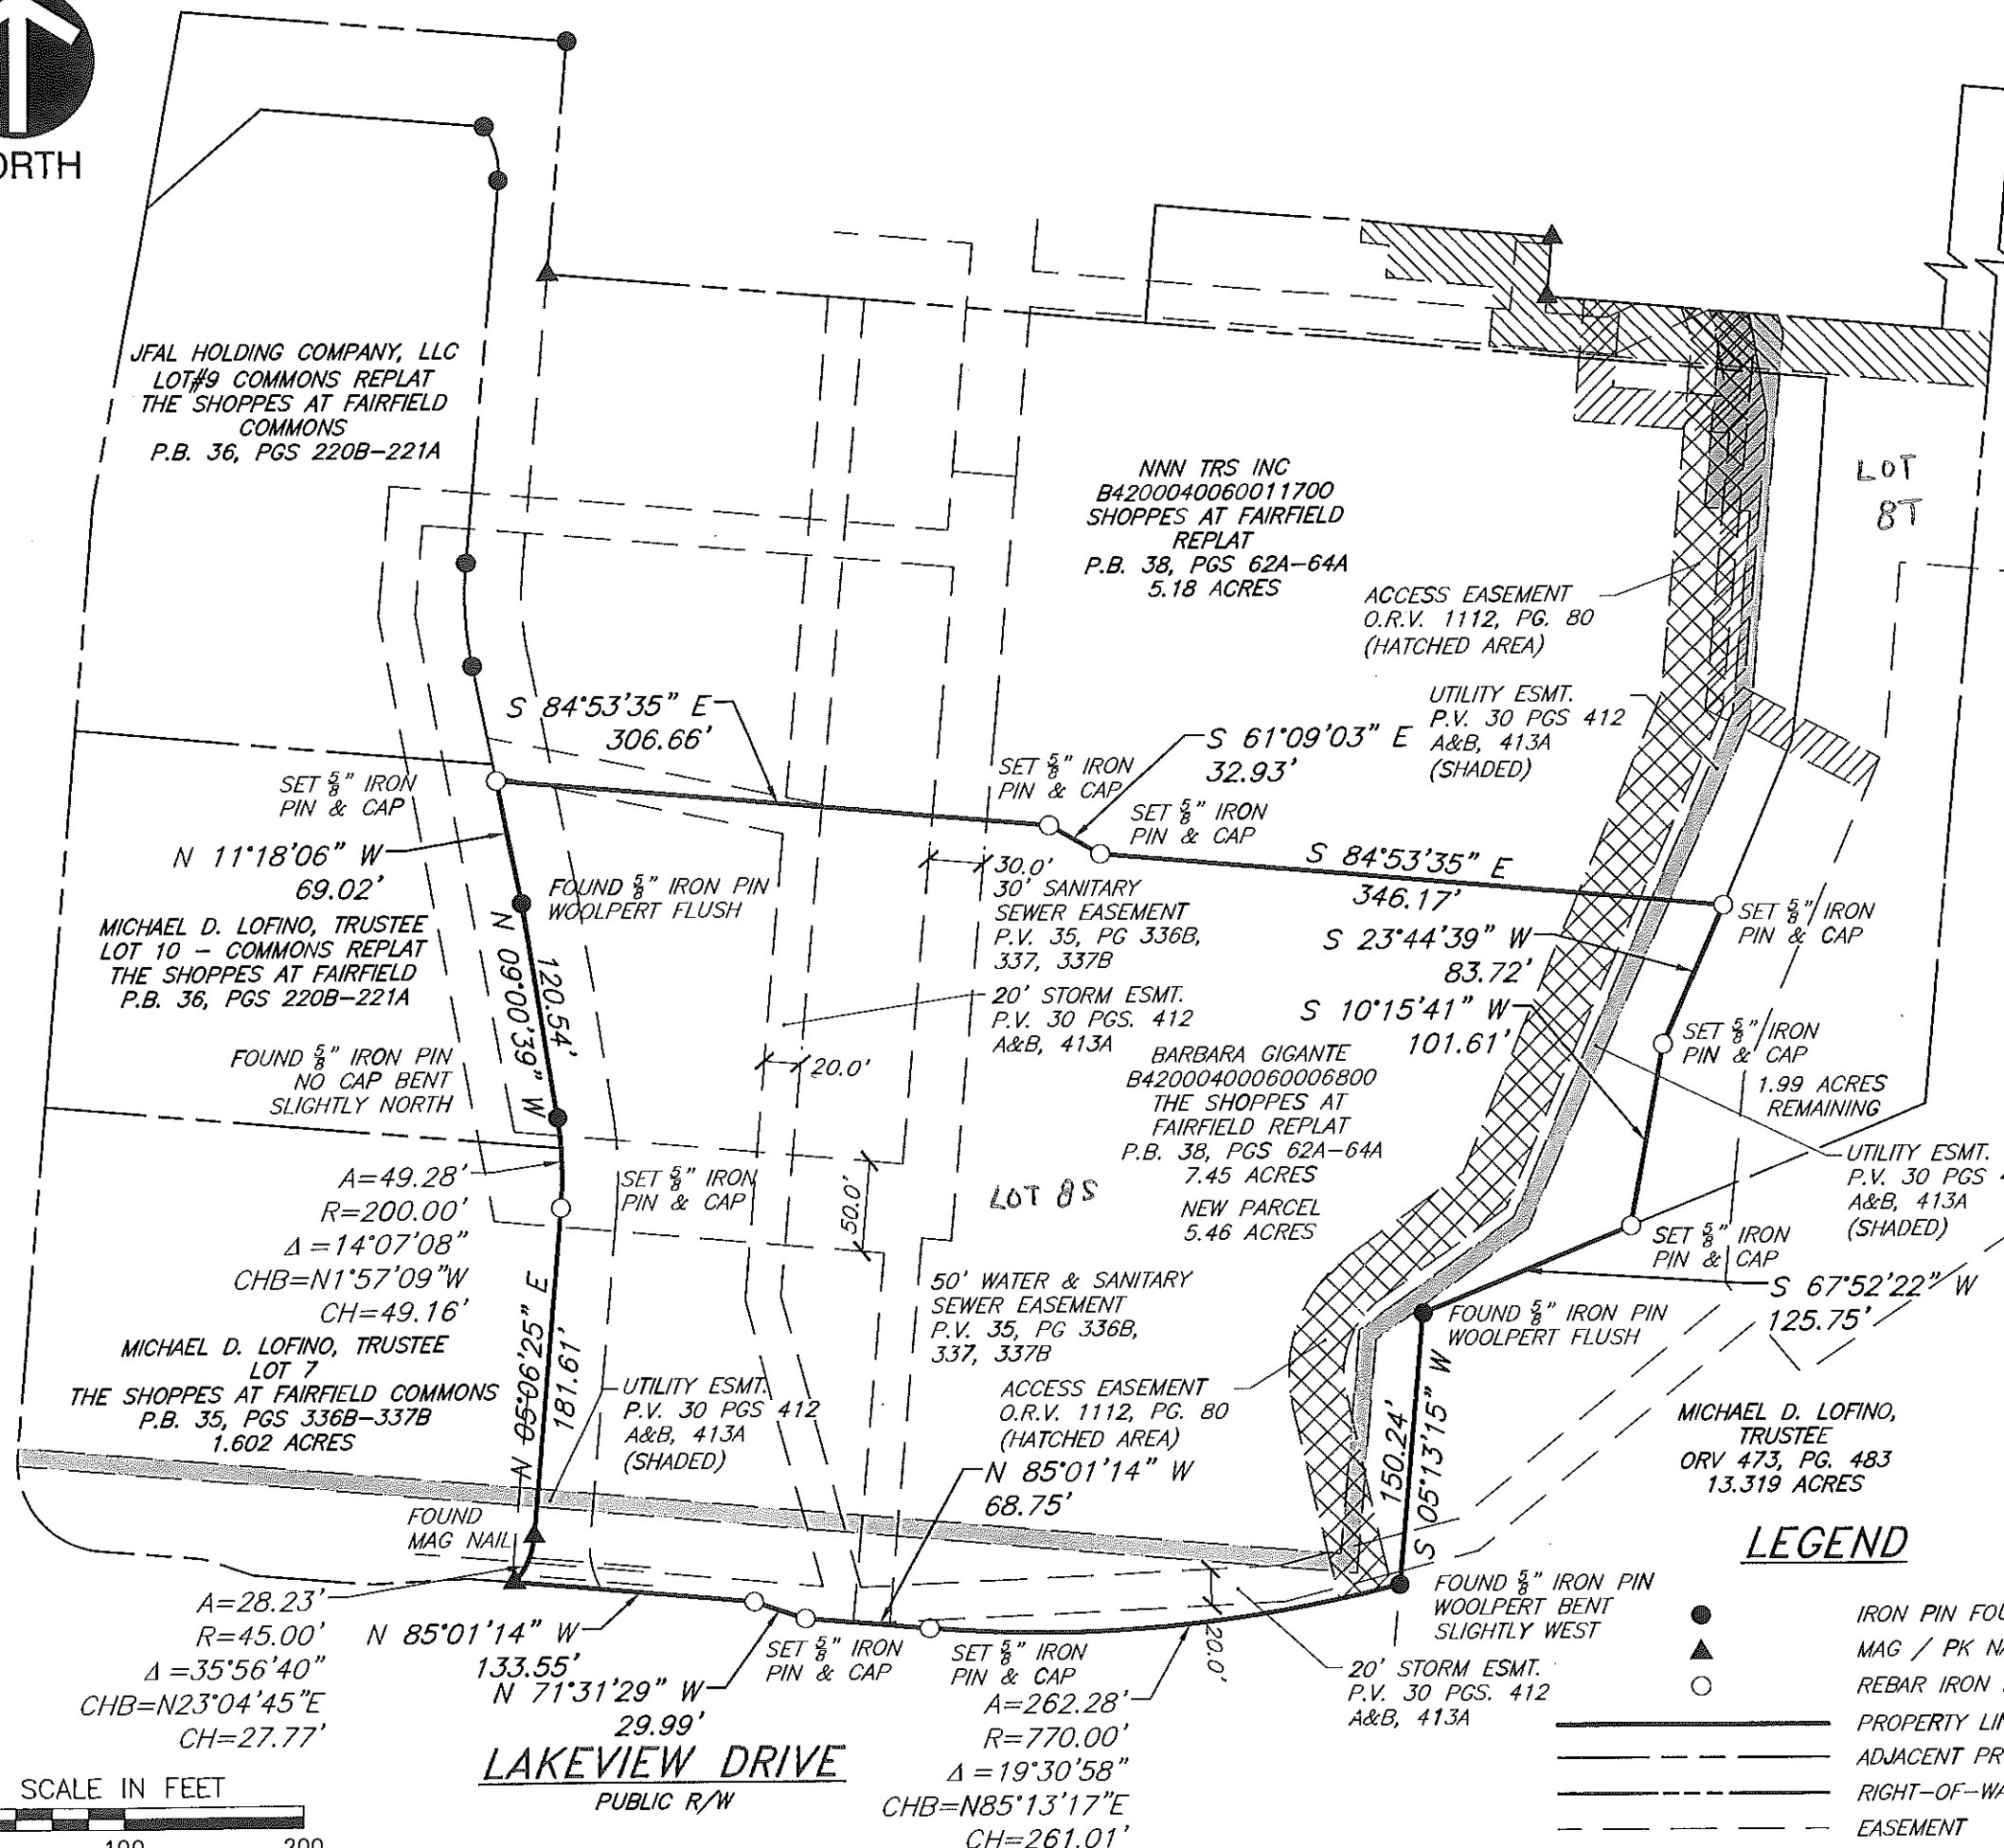 JFAL HOLDING COMPANY, LLC
LOT#9 COMMONS REPLAT
THE SHOPPES AT FAIRFIELD
COMMONS
P.B. 36, PGS 220B-221A
NNN TRS INC
B4200040060011700
SHOPPES AT FAIRFIELD
REPLAT
P.B. 38, PGS 62A-64A
5.18 ACRES
LOT
8T
ACCESS EASEMENT
O.R.V. 1112, PG. 80
(HATCHED AREA)
UTILITY ESMT.
P.V. 30 PGS 412
A&B, 413A
(SHADED)
S 84°53'35" E
306.66'
S 61°09'03" E
32.93'
SET 5/8" IRON
PIN & CAP
SET 5/8" IRON
PIN & CAP
SET 5/8" IRON
PIN & CAP
N 11°18'06" W
69.02'
FOUND 5/8" IRON PIN
WOOLPERT FLUSH
S 84°53'35" E
346.17'
30.0'
30' SANITARY
SEWER EASEMENT
P.V. 35, PG 336B,
337, 337B
MICHAEL D. LOFINO, TRUSTEE
LOT 10 - COMMONS REPLAT
THE SHOPPES AT FAIRFIELD
P.B. 36, PGS 220B-221A
N 09°00'39" W
120.54'
S 23°44'39" W
83.72'
SET 5/8" IRON
PIN & CAP
S 10°15'41" W
101.61'
20' STORM ESMT.
P.V. 30 PGS. 412
A&B, 413A
20.0'
SET 5/8" IRON
PIN & CAP
FOUND 5/8" IRON PIN
NO CAP BENT
SLIGHTLY NORTH
BARBARA GIGANTE
B42000400060006800
THE SHOPPES AT
FAIRFIELD REPLAT
P.B. 38, PGS 62A-64A
7.45 ACRES
NEW PARCEL
5.46 ACRES
1.99 ACRES
REMAINING
LOT 8S
A=49.28'
R=200.00'
Δ=14°07'08"
CHB=N1°57'09"W
CH=49.16'
SET 5/8" IRON
PIN & CAP
50.0'
UTILITY ESMT.
P.V. 30 PGS
A&B, 413A
(SHADED)
SET 5/8" IRON
PIN & CAP
S 67°52'22" W
125.75'
50' WATER & SANITARY
SEWER EASEMENT
P.V. 35, PG 336B,
337, 337B
FOUND 5/8" IRON PIN
WOOLPERT FLUSH
N 05°06'25" E
181.61'
MICHAEL D. LOFINO, TRUSTEE
LOT 7
THE SHOPPES AT FAIRFIELD COMMONS
P.B. 35, PGS 336B-337B
1.602 ACRES
UTILITY ESMT.
P.V. 30 PGS 412
A&B, 413A
(SHADED)
ACCESS EASEMENT
O.R.V. 1112, PG. 80
(HATCHED AREA)
150.24'
S 05°13'15" W
MICHAEL D. LOFINO,
TRUSTEE
ORV 473, PG. 483
13.319 ACRES
N 85°01'14" W
68.75'
FOUND
MAG NAIL
A=28.23'
R=45.00'
Δ=35°56'40"
CHB=N23°04'45"E
CH=27.77'
N 85°01'14" W
133.55'
N 71°31'29" W
29.99'
SET 5/8" IRON
PIN & CAP
SET 5/8" IRON
PIN & CAP
A=262.28'
R=770.00'
Δ=19°30'58"
CHB=N85°13'17"E
CH=261.01'
20.0'
20' STORM ESMT.
P.V. 30 PGS. 412
A&B, 413A
FOUND 5/8" IRON PIN
WOOLPERT BENT
SLIGHTLY WEST
LAKEVIEW DRIVE
PUBLIC R/W
SCALE IN FEET
100 200
LEGEND
IRON PIN
MAG / PK
REBAR IRON
PROPERTY
ADJACENT
EASEMENT